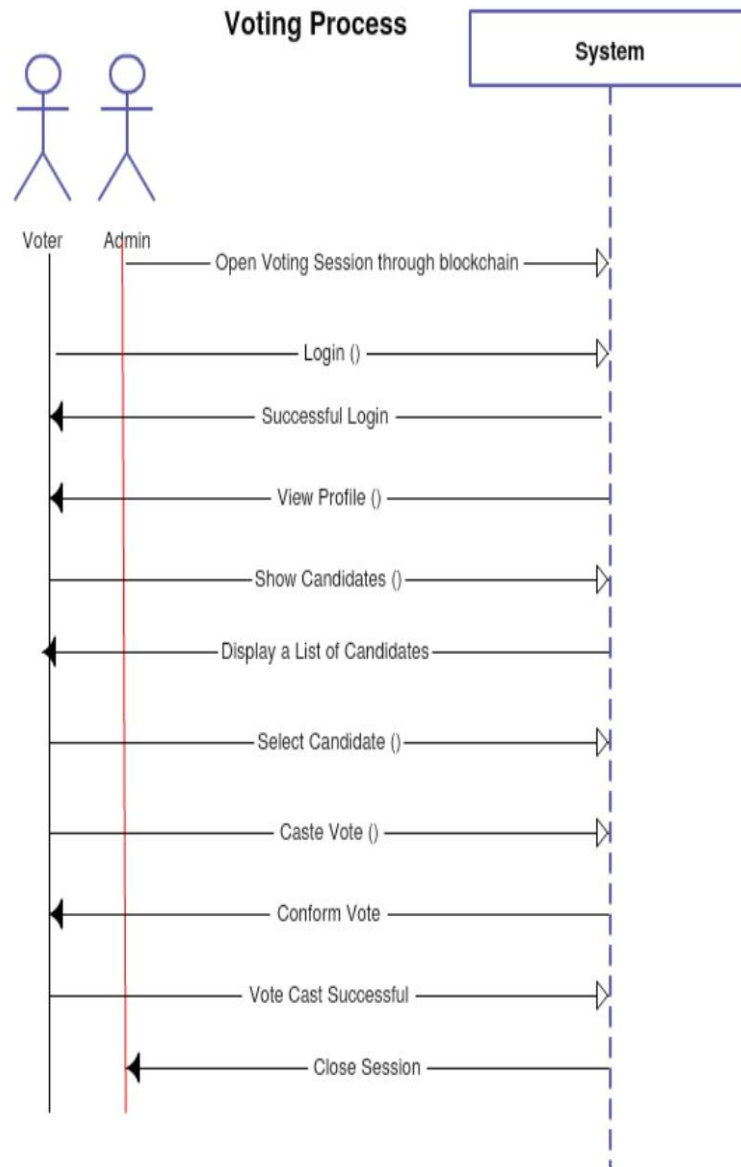 Voting Process
System
Voter
Admin
Open Voting Session through blockchain
Login ()
Successful Login
View Profile ()
Show Candidates ()
Display a List of Candidates
Select Candidate ()
Caste Vote ()
Conform Vote
Vote Cast Successful
Close Session